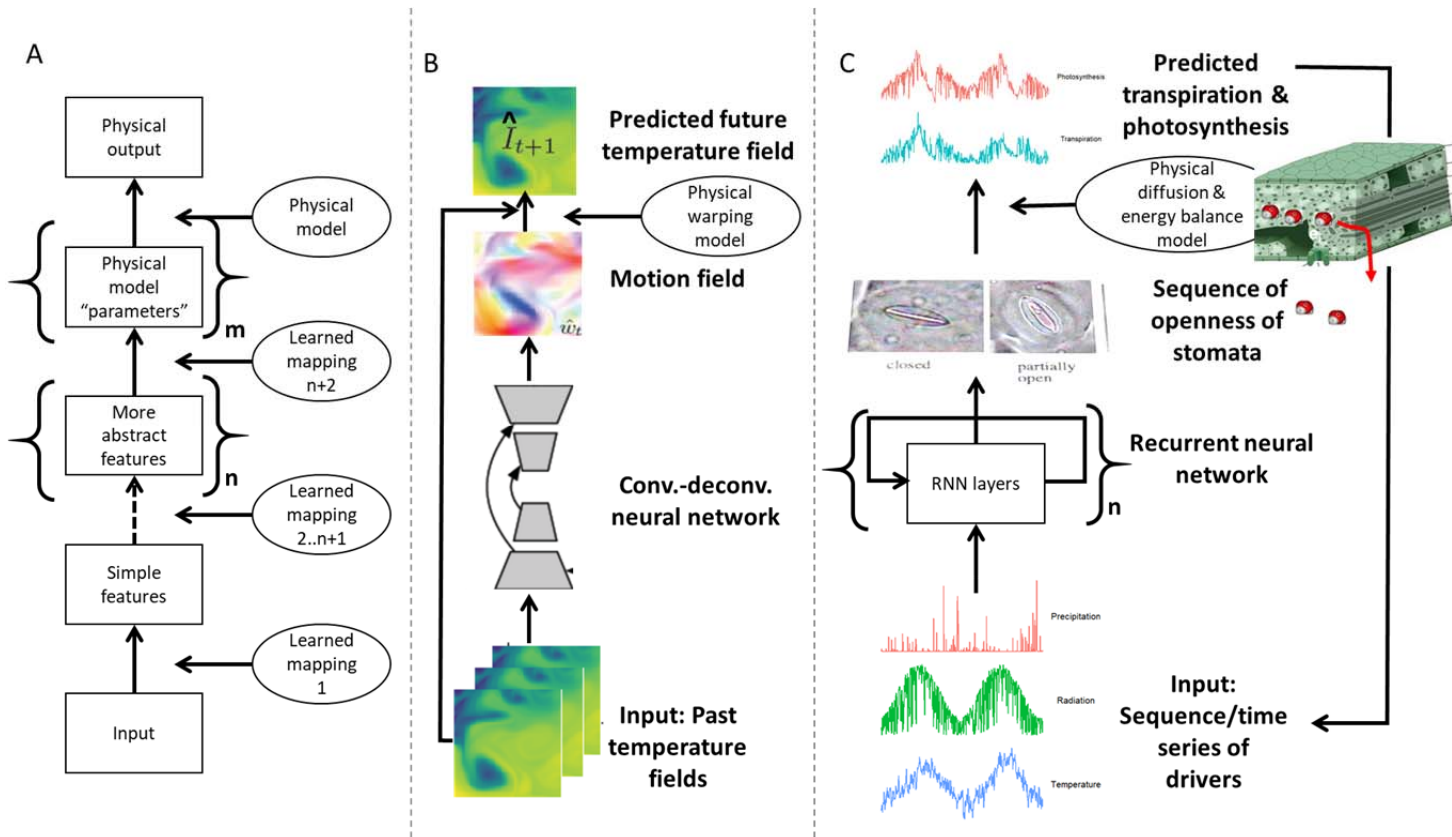 A
Physical
output
Physical
model
Physical
model
“parameters”
m
Learned
mapping
n+2
More
abstract
features
n
Learned
mapping
2..n+1
Simple
features
Learned
mapping
1
Input
B
Î_{t+1}
Predicted future
temperature field
Physical
warping
model
Motion field
ŵ_t
Conv.-deconv.
neural network
Input: Past
temperature
fields
C
Photosynthesis
Transpiration
Predicted
transpiration &
photosynthesis
Physical
diffusion &
energy balance
model
closed
partially
open
Sequence of
openness of
stomata
RNN layers
n
Recurrent neural
network
Precipitation
Radiation
Temperature
Input:
Sequence/time
series of
drivers